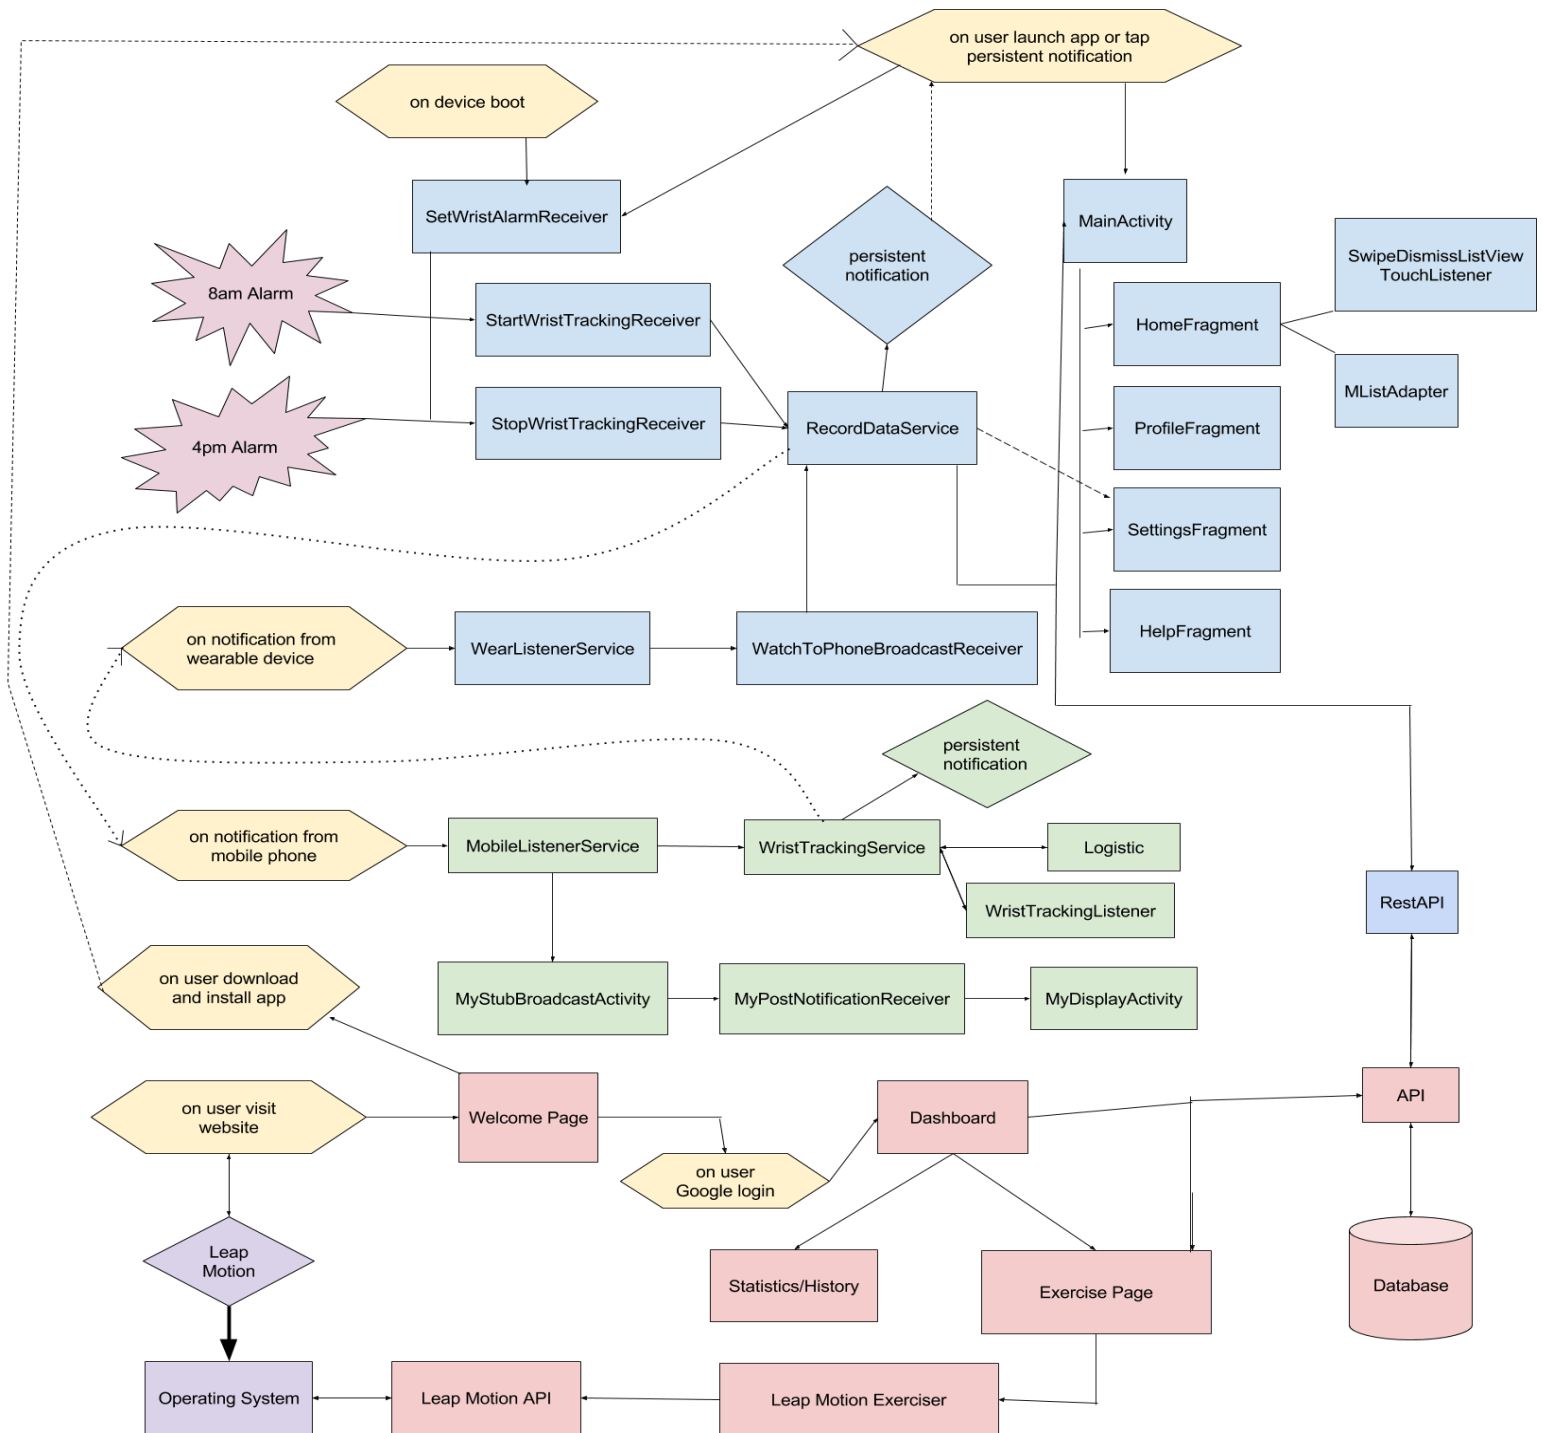 on user launch app or tap
persistent notification
on device boot
SetWristAlarmReceiver
MainActivity
persistent
notification
SwipeDismissListView
TouchListener
8am Alarm
StartWristTrackingReceiver
HomeFragment
MListAdapter
4pm Alarm
StopWristTrackingReceiver
RecordDataService
ProfileFragment
SettingsFragment
on notification from
wearable device
WearListenerService
WatchToPhoneBroadcastReceiver
HelpFragment
persistent
notification
on notification from
mobile phone
MobileListenerService
WristTrackingService
Logistic
WristTrackingListener
RestAPI
on user download
and install app
MyStubBroadcastActivity
MyPostNotificationReceiver
MyDisplayActivity
on user visit
website
Welcome Page
Dashboard
API
on user
Google login
Leap
Motion
Statistics/History
Exercise Page
Database
Operating System
Leap Motion API
Leap Motion Exerciser